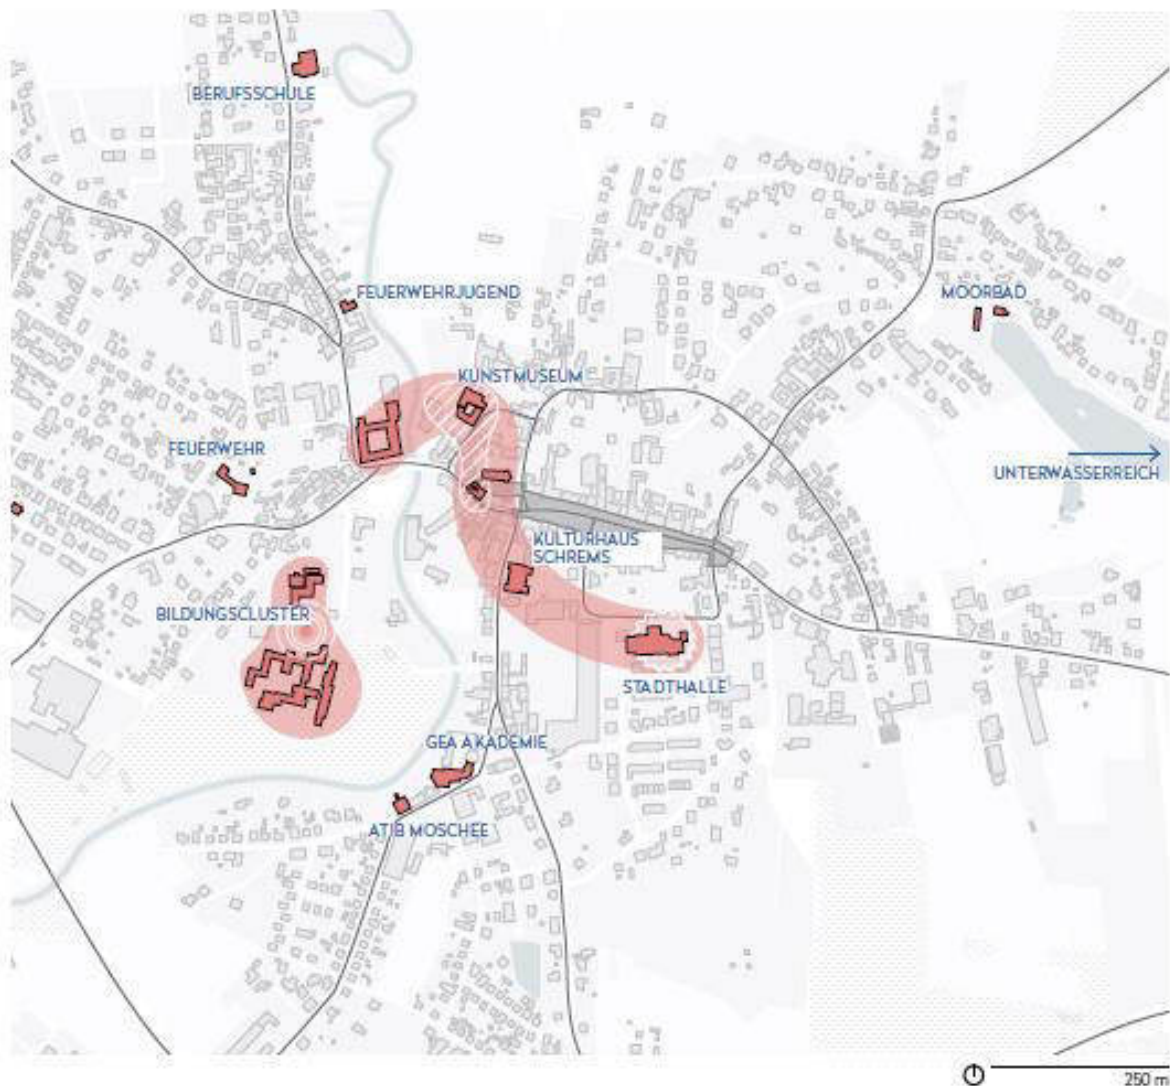 BERUFSSCHULE
FEUERWEHRJUGEND
MOORBAD
KUNSTMUSEUM
FEUERWEHR
UNTERWASSERREICH
KULTURHAUS
SCHREMS
BILDUNGSCLUSTER
STADTHALLE
GEA AKADEMIE
ATIB MOSCHEE
250 m